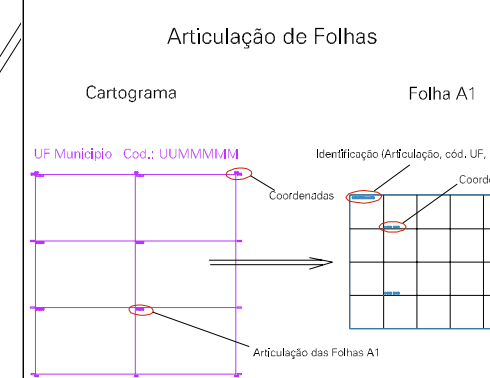 Articulação de Folhas
Cartograma
Folha A1
UF Municipio Cod.: UUMMMMM
Identificação (Articulação, cód. UF,
Coordenadas
Coord
Articulação das Folhas A1